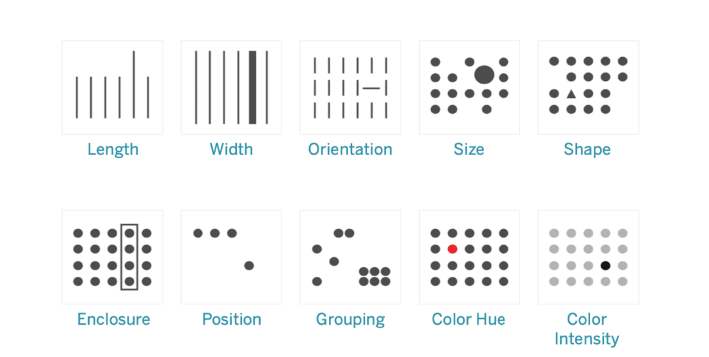 Length
Width
Orientation
Size
Shape
Enclosure
Position
Grouping
Color Hue
Color
Intensity